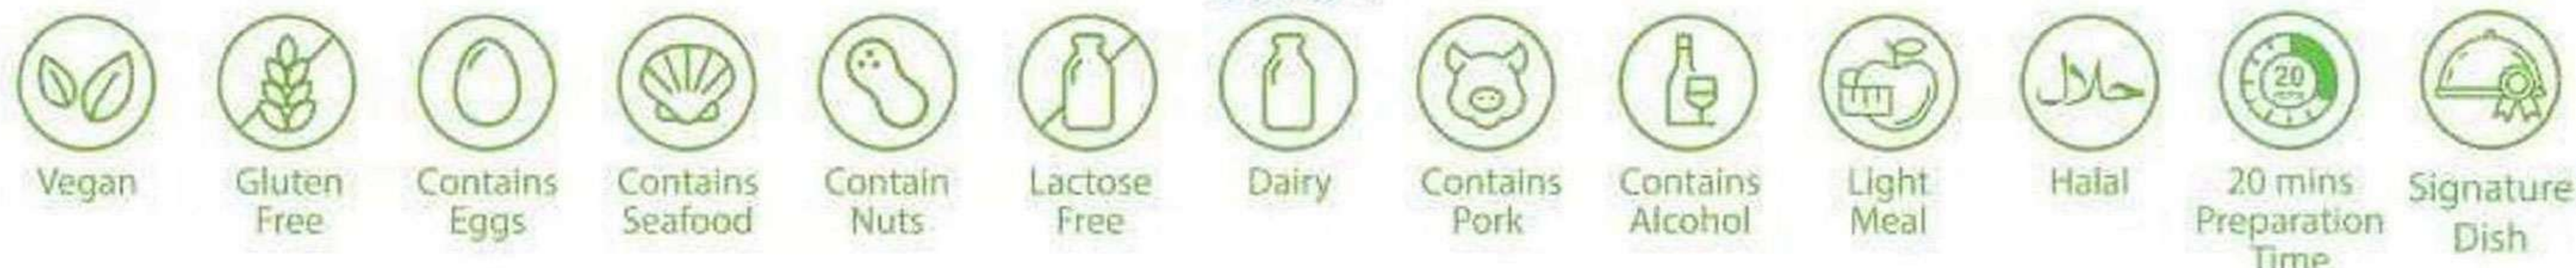 Vegan
Gluten
Free
Contains
Eggs
Contains
Seafood
Contain
Nuts
Lactose
Free
Dairy
Contains
Pork
Contains
Alcohol
Light
Meal
حلال
Halal
20
mins
20 mins
Preparation
Time
Signature
Dish